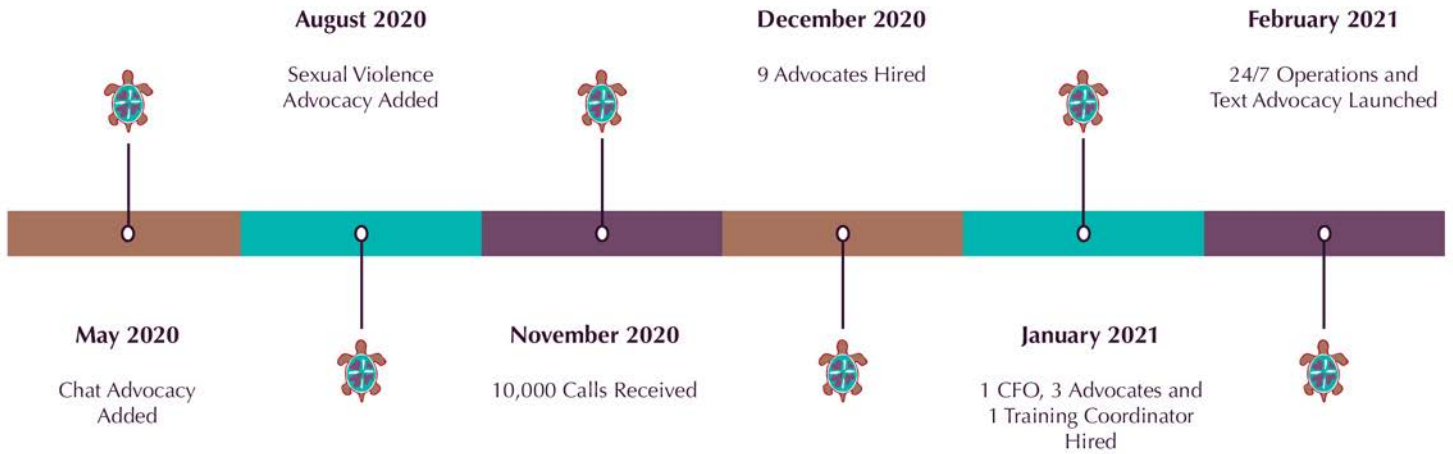 May 2020
Chat Advocacy
Added
August 2020
Sexual Violence
Advocacy Added
November 2020
10,000 Calls Received
December 2020
9 Advocates Hired
January 2021
1 CFO, 3 Advocates and
1 Training Coordinator
Hired
February 2021
24/7 Operations and
Text Advocacy Launched